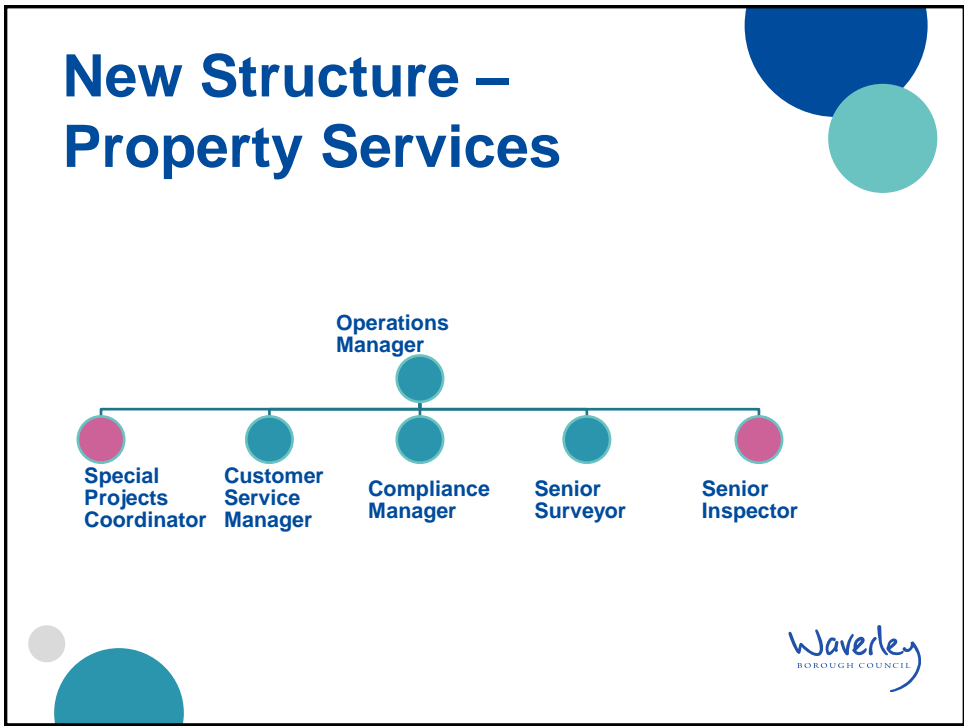 New Structure –
Property Services
Operations
Manager
Special
Projects
Coordinator
Customer
Service
Manager
Compliance
Manager
Senior
Surveyor
Senior
Inspector
Waverley
BOROUGH COUNCIL